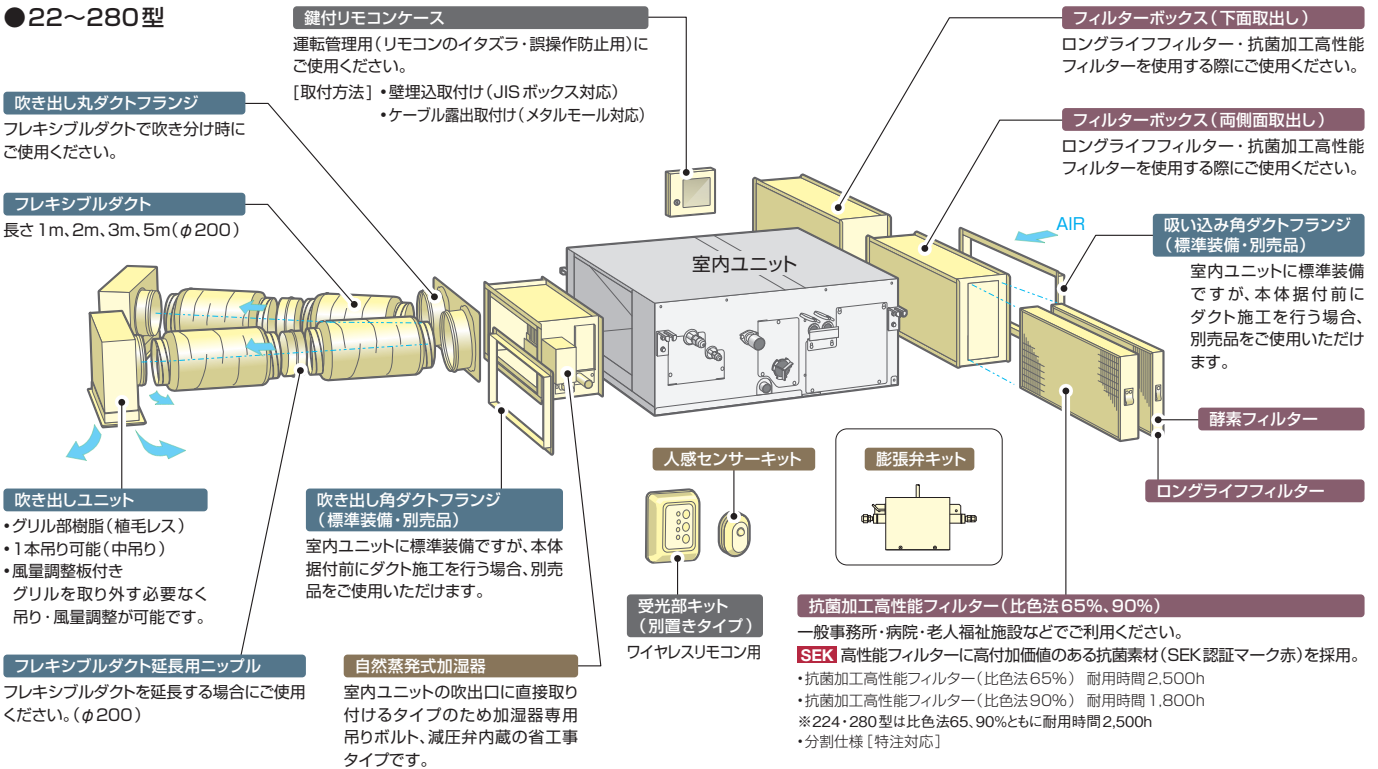 ●22〜280型
鍵付リモコンケース
運転管理用(リモコンのイタズラ・誤操作防止用)に
ご使用ください。
[取付方法]・壁埋込取付け(JISボックス対応)
・ケーブル露出取付け(メタルモール対応)
フィルターボックス(下面取出し)
ロングライフフィルター・抗菌加工高性能
フィルターを使用する際にご使用ください。
吹き出し丸ダクトフランジ
フレキシブルダクトで吹き分け時に
ご使用ください。
フィルターボックス(両側面取出し)
ロングライフフィルター・抗菌加工高性能
フィルターを使用する際にご使用ください。
フレキシブルダクト
長さ1m、2m、3m、5m(φ200)
AIR
吸い込み角ダクトフランジ
(標準装備・別売品)
室内ユニットに標準装備
ですが、本体据付前に
ダクト施工を行う場合、
別売品をご使用いただけ
ます。
室内ユニット
酵素フィルター
ロングライフフィルター
人感センサーキット
膨張弁キット
吹き出しユニット
・グリル部樹脂(植毛レス)
・1本吊り可能(中吊り)
・風量調整板付き
グリルを取り外す必要なく
吊り・風量調整が可能です。
吹き出し角ダクトフランジ
(標準装備・別売品)
室内ユニットに標準装備ですが、本体
据付前にダクト施工を行う場合、別売
品をご使用いただけます。
受光部キット
(別置きタイプ)
ワイヤレスリモコン用
抗菌加工高性能フィルター(比色法65%、90%)
一般事務所・病院・老人福祉施設などでご利用ください。
SEK 高性能フィルターに高付加価値のある抗菌素材(SEK認証マーク赤)を採用。
・抗菌加工高性能フィルター(比色法65%) 耐用時間2,500h
・抗菌加工高性能フィルター(比色法90%) 耐用時間1,800h
※224・280型は比色法65、90%ともに耐用時間2,500h
・分割仕様[特注対応]
フレキシブルダクト延長用ニップル
フレキシブルダクトを延長する場合にご使用
ください。(φ200)
自然蒸発式加湿器
室内ユニットの吹出口に直接取り
付けるタイプのため加湿器専用
吊りボルト、減圧弁内蔵の省工事
タイプです。